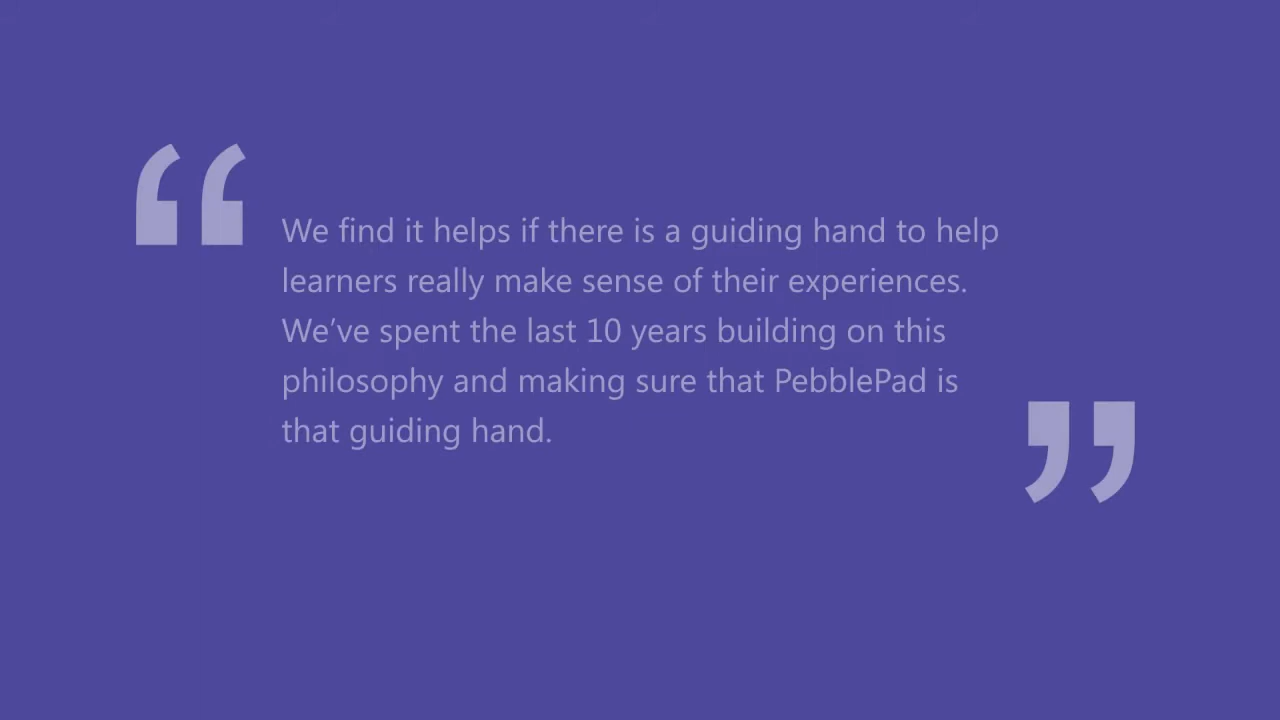 “
We find it helps if there is a guiding hand to help
learners really make sense of their experiences.
We’ve spent the last 10 years building on this
philosophy and making sure that PebblePad is
that guiding hand.
”